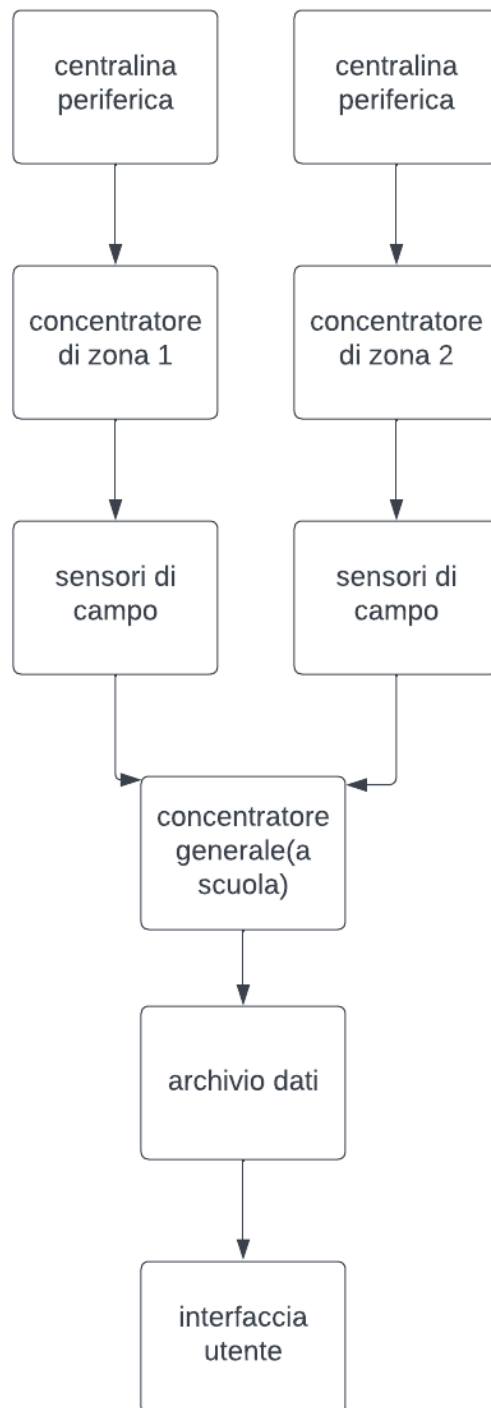 centralina
periferica
centralina
periferica
concentratore
di zona 1
concentratore
di zona 2
sensori di
campo
sensori di
campo
concentratore
generale(a
scuola)
archivio dati
interfaccia
utente